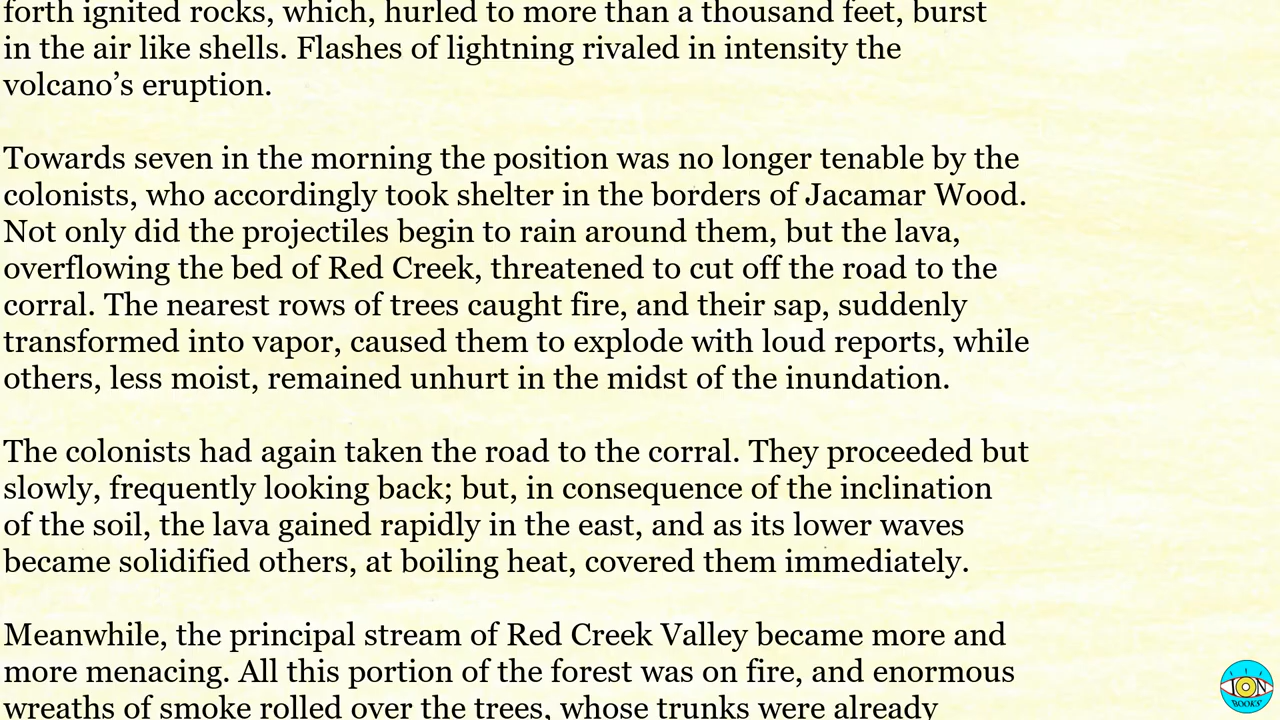 forth ignited rocks, which, hurled to more than a thousand feet, burst
in the air like shells. Flashes of lightning rivaled in intensity the
volcano’s eruption.
Towards seven in the morning the position was no longer tenable by the
colonists, who accordingly took shelter in the borders of Jacamar Wood.
Not only did the projectiles begin to rain around them, but the lava,
overflowing the bed of Red Creek, threatened to cut off the road to the
corral. The nearest rows of trees caught fire, and their sap, suddenly
transformed into vapor, caused them to explode with loud reports, while
others, less moist, remained unhurt in the midst of the inundation.
The colonists had again taken the road to the corral. They proceeded but
slowly, frequently looking back; but, in consequence of the inclination
of the soil, the lava gained rapidly in the east, and as its lower waves
became solidified others, at boiling heat, covered them immediately.
Meanwhile, the principal stream of Red Creek Valley became more and
more menacing. All this portion of the forest was on fire, and enormous
wreaths of smoke rolled over the trees, whose trunks were already
ION
BOOKS